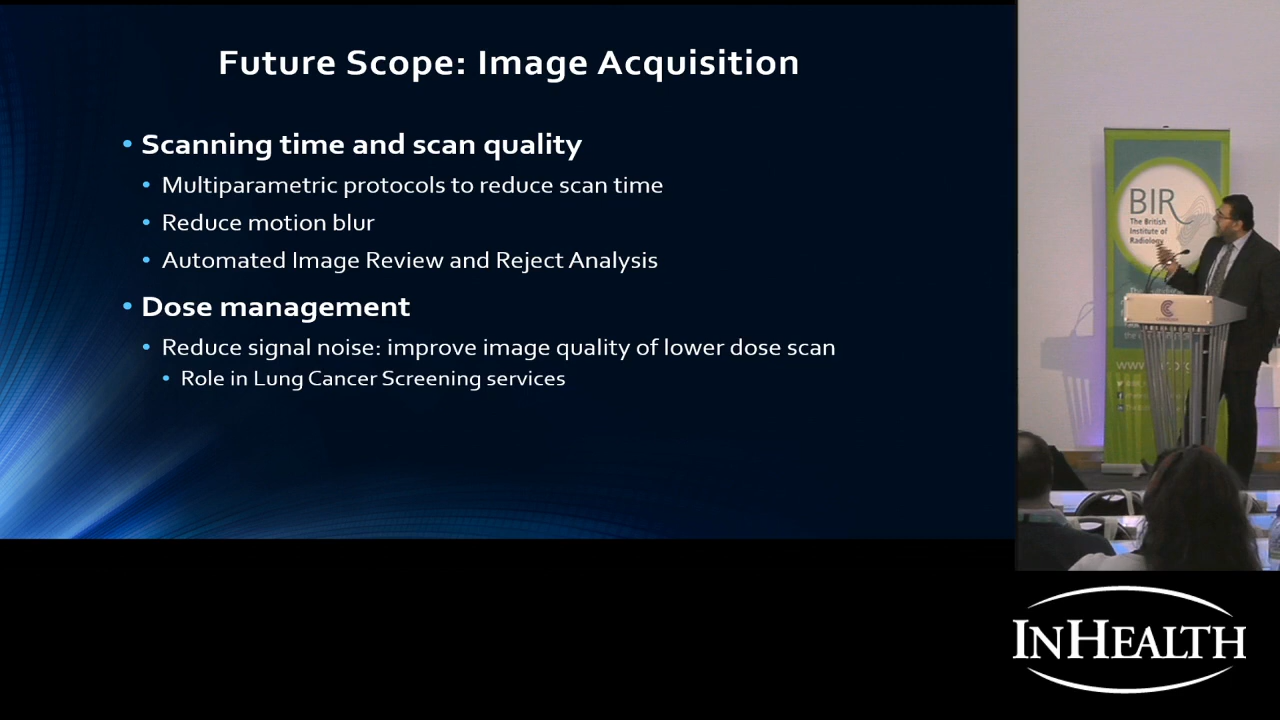 Future Scope: Image Acquisition
• Scanning time and scan quality
• Multiparametric protocols to reduce scan time
• Reduce motion blur
• Automated Image Review and Reject Analysis
• Dose management
• Reduce signal noise: improve image quality of lower dose scan
• Role in Lung Cancer Screening services
BIR
The British
Institute of
Radiology
INHEALTH